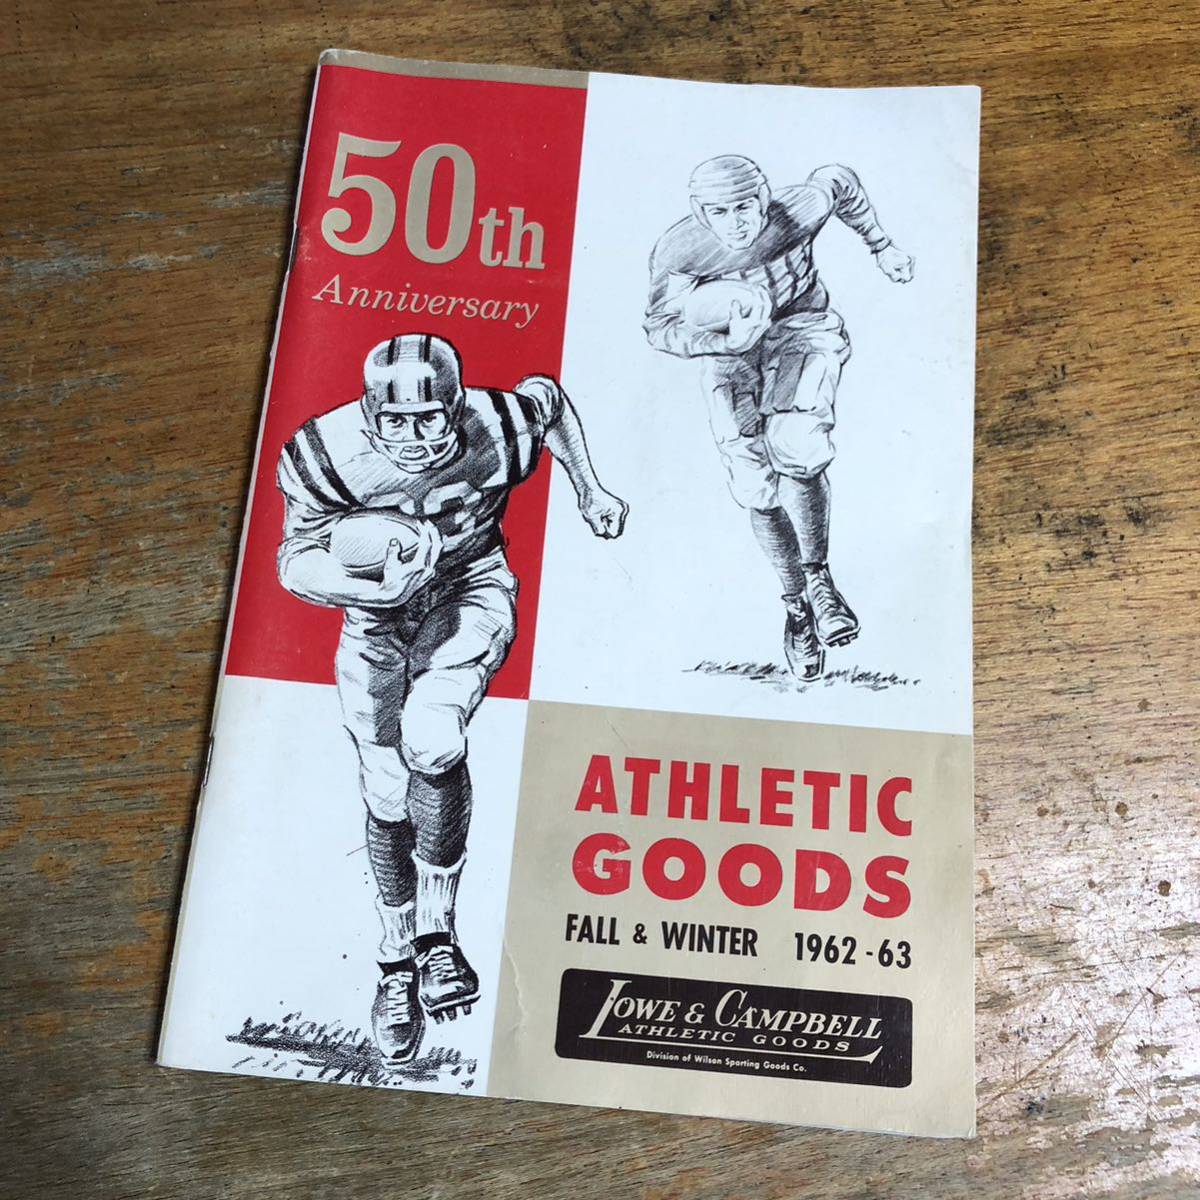 50th
Anniversary
ATHLETIC
GOODS
FALL & WINTER 1962-63
LOWE & CAMPBELL
ATHLETIC GOODS
Division of Wilson Sporting Goods Co.